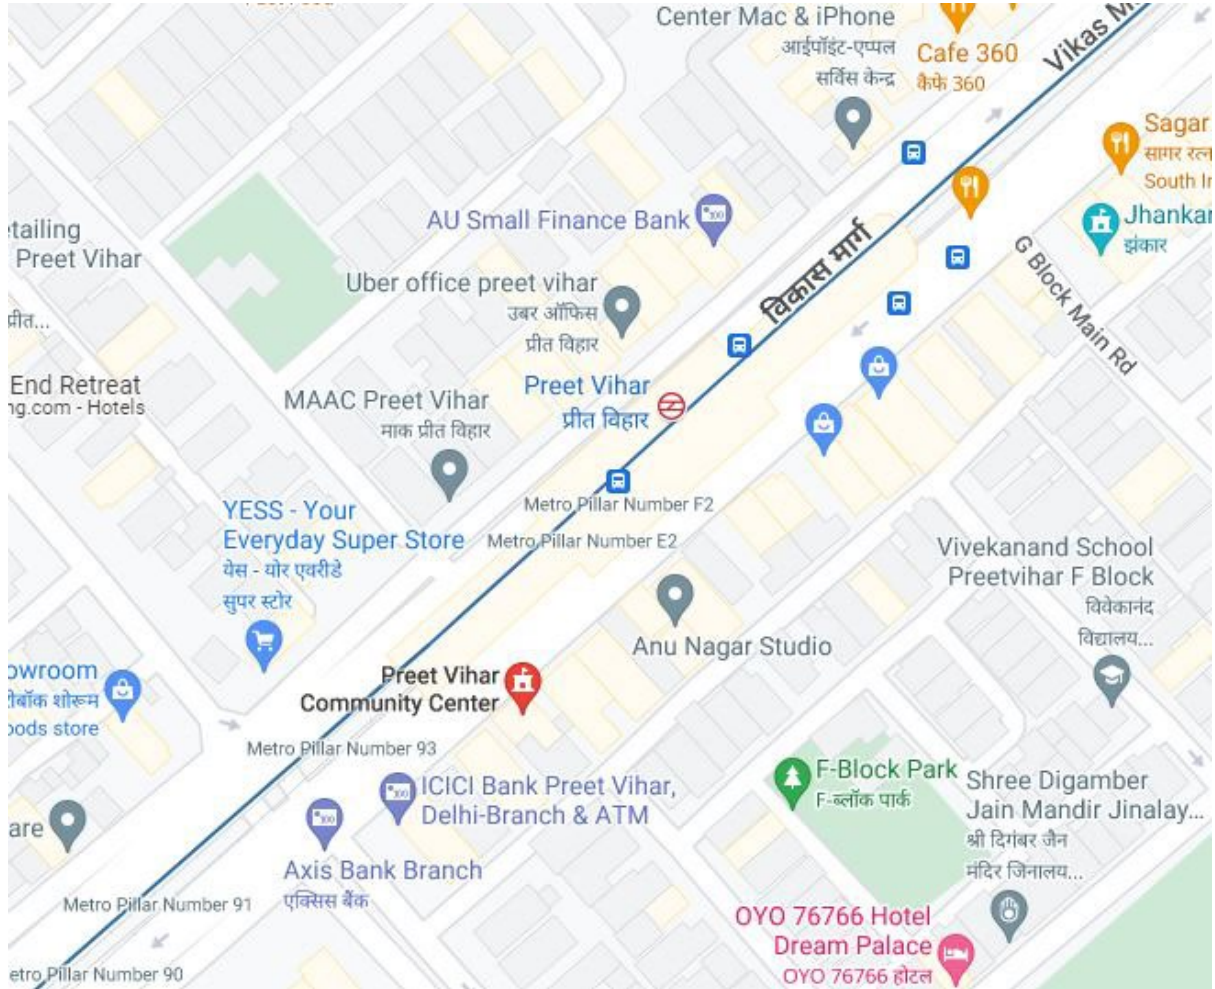 Center Mac & iPhone
आईपॉइंट-एप्पल
सर्विस केन्द्र
Cafe 360
कैफे 360
Vikas M
Sagar
सागर रत्न
South In
Jhankar
झंकार
AU Small Finance Bank
tailing
Preet Vihar
Uber office preet vihar
उबर ऑफिस
प्रीत विहार
विकास मार्ग
G Block Main Rd
प्रीत...
End Retreat
ng.com - Hotels
MAAC Preet Vihar
माक प्रीत विहार
Preet Vihar
प्रीत विहार
Metro Pillar Number F2
Metro Pillar Number E2
YESS - Your
Everyday Super Store
येस - योर एवरीडे
सुपर स्टोर
Vivekanand School
Preetvihar F Block
विवेकानंद
विद्यालय...
Anu Nagar Studio
owroom
बॉक शोरूम
oods store
Preet Vihar
Community Center
Metro Pillar Number 93
ICICI Bank Preet Vihar,
Delhi-Branch & ATM
F-Block Park
F-ब्लॉक पार्क
Shree Digamber
Jain Mandir Jinalay...
श्री दिगंबर जैन
मंदिर जिनालय...
are
Axis Bank Branch
एक्सिस बैंक
Metro Pillar Number 91
OYO 76766 Hotel
Dream Palace
OYO 76766 होटल
etro Pillar Number 90